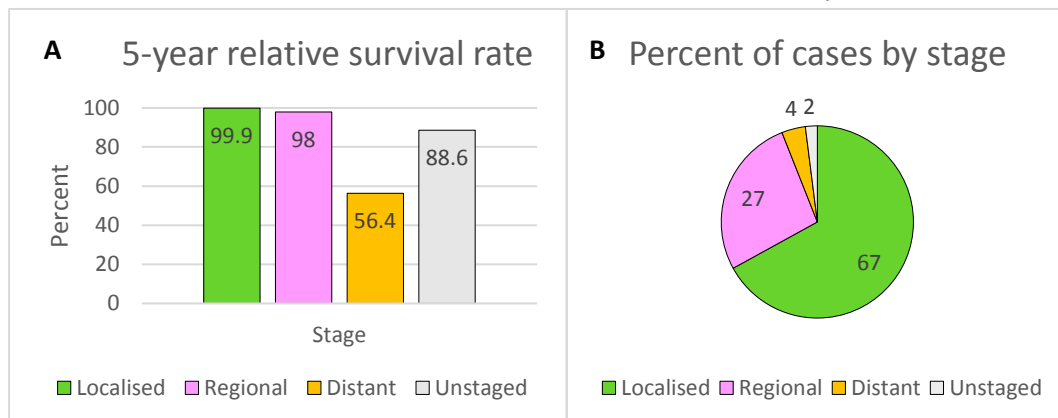 A 5-year relative survival rate
100
80
60
40
20
0
Percent
99.9
98
56.4
88.6
Stage
Localised Regional Distant Unstaged
B Percent of cases by stage
4 2
27
67
Localised Regional Distant Unstaged